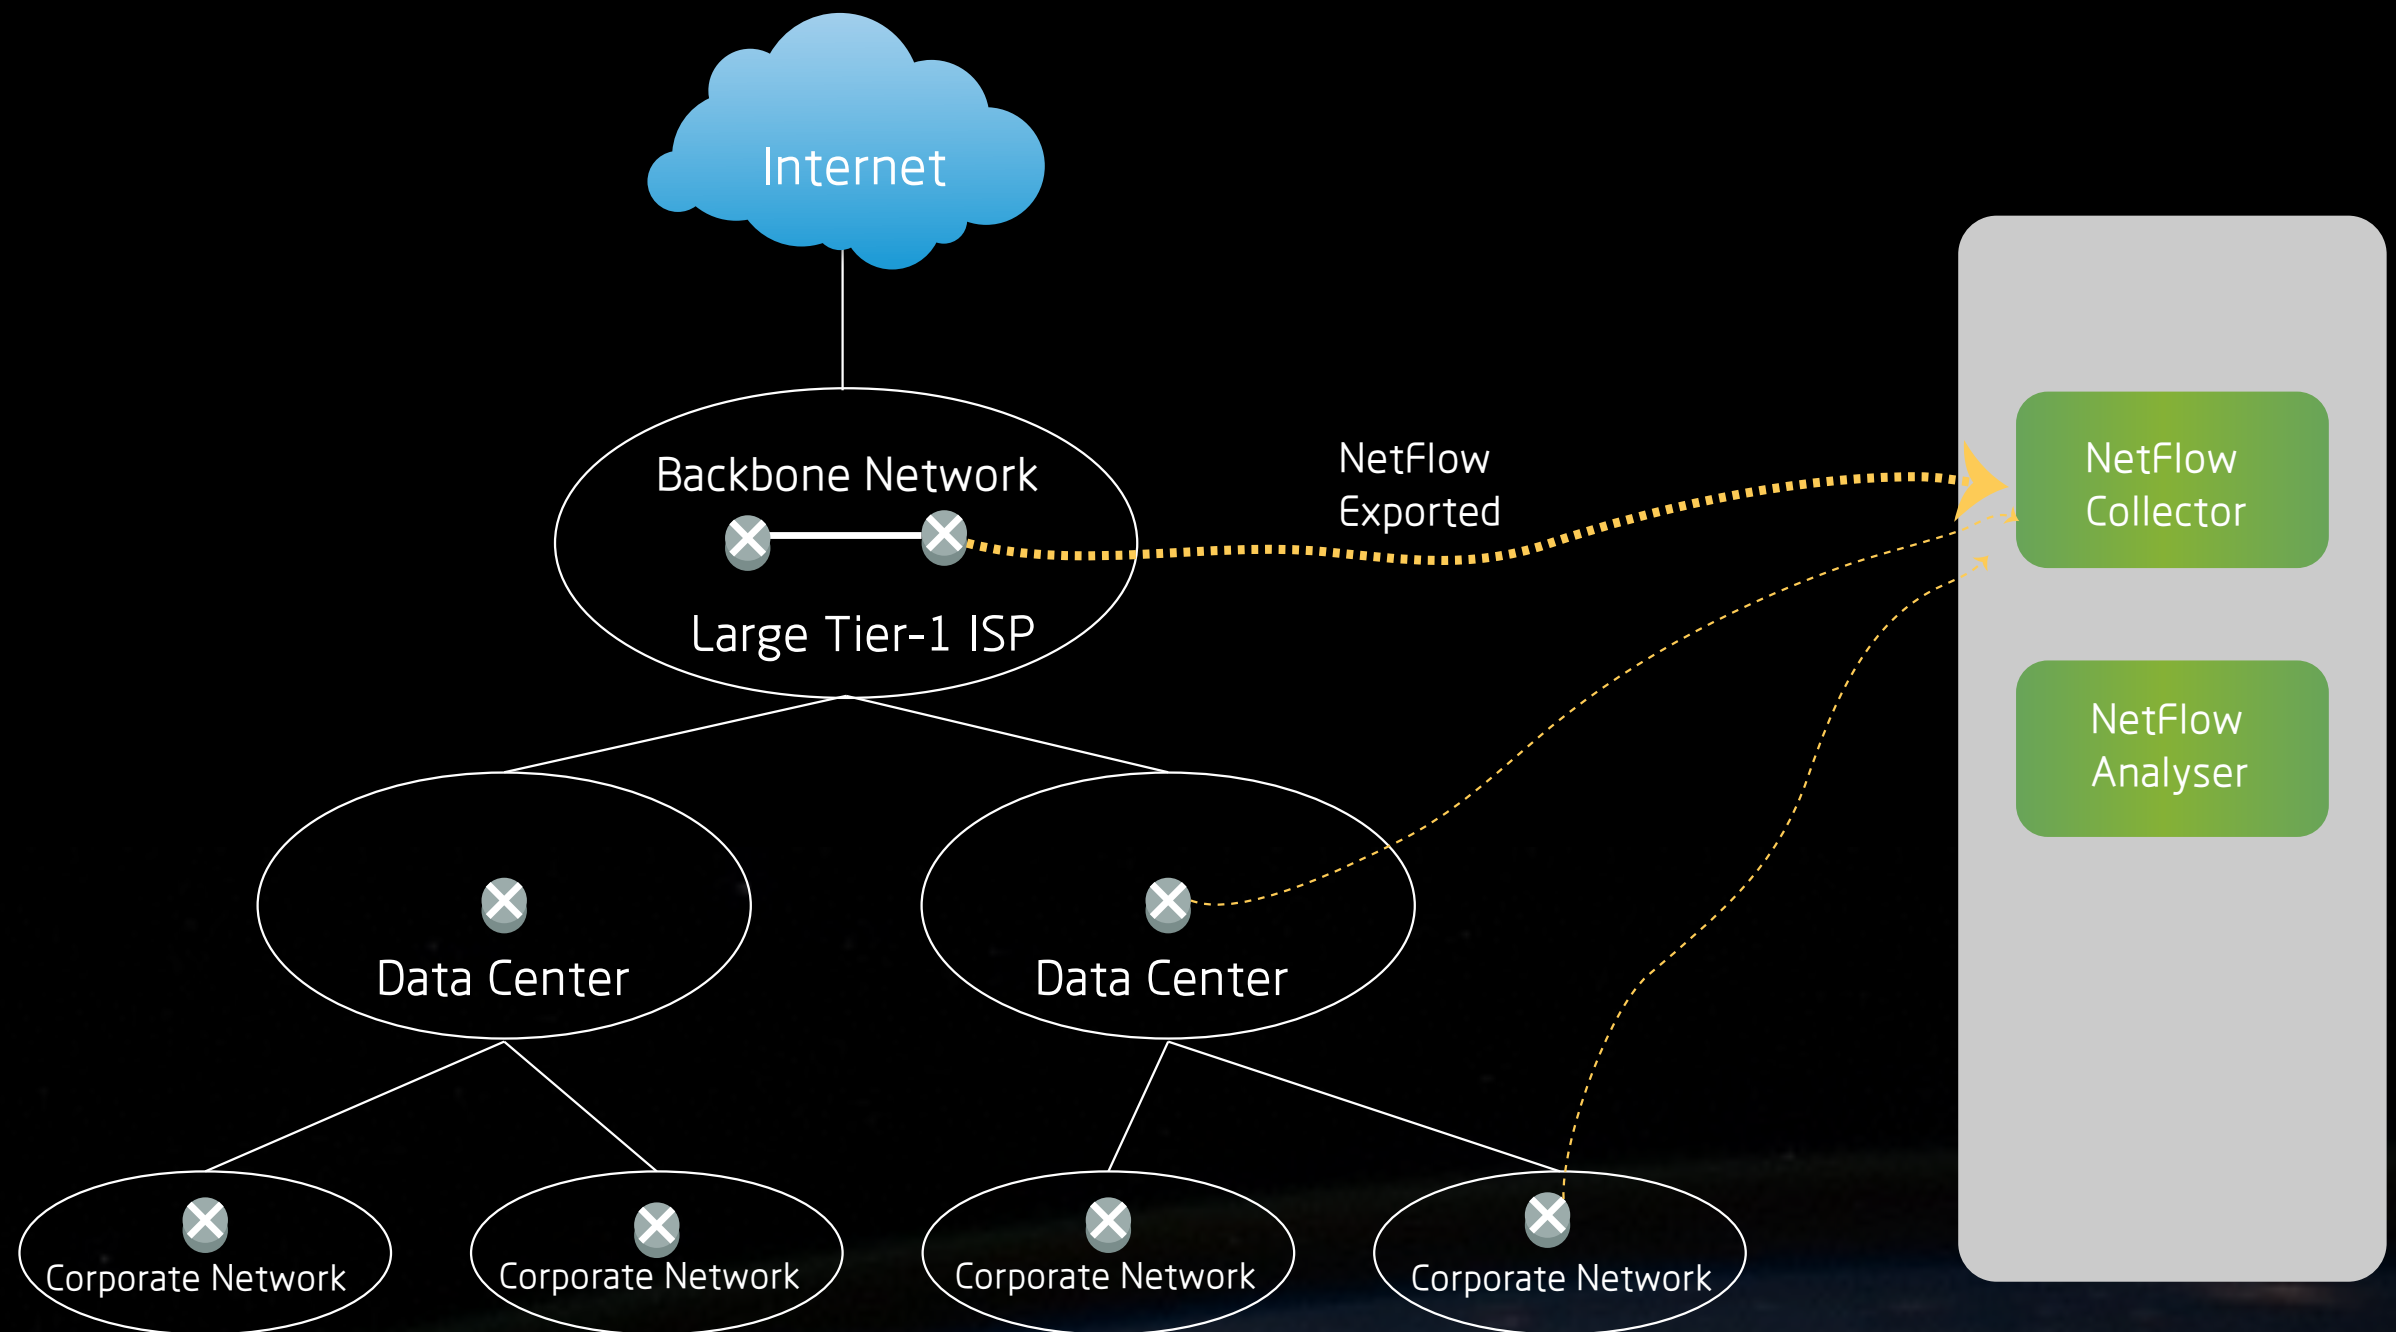 Internet
Backbone Network
Large Tier-1 ISP
NetFlow
Exported
NetFlow
Collector
NetFlow
Analyser
Data Center
Data Center
Corporate Network
Corporate Network
Corporate Network
Corporate Network